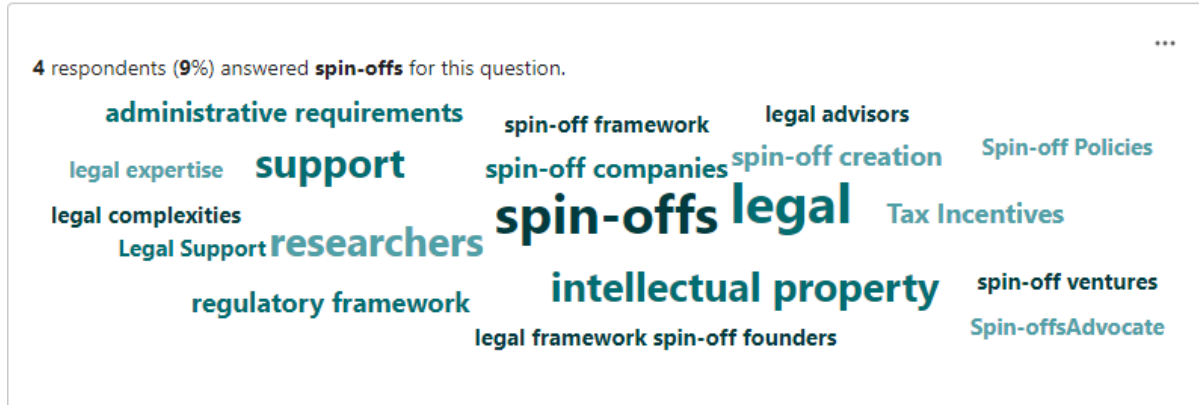 ...
4 respondents (9%) answered spin-offs for this question.
administrative requirements
legal advisors
spin-off framework
Spin-off Policies
support
spin-off creation
legal expertise
spin-off companies
spin-offs
legal
legal complexities
Tax Incentives
researchers
Legal Support
intellectual property
spin-off ventures
regulatory framework
Spin-offsAdvocate
legal framework spin-off founders